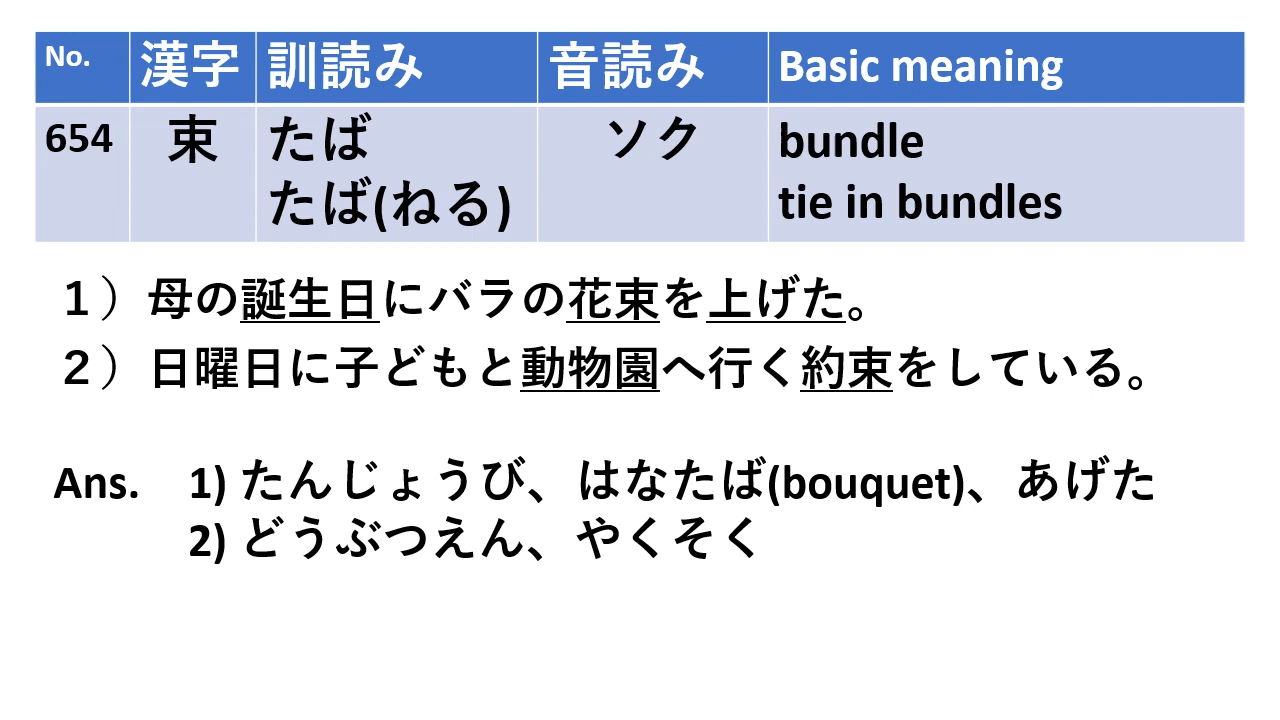 No. 漢字 訓読み 音読み Basic meaning
654 束 たば ソク bundle
たば(ねる) tie in bundles
１）母の誕生日にバラの花束を上げた。
２）日曜日に子どもと動物園へ行く約束をしている。
Ans. 1) たんじょうび、はなたば(bouquet)、あげた
2) どうぶつえん、やくそく